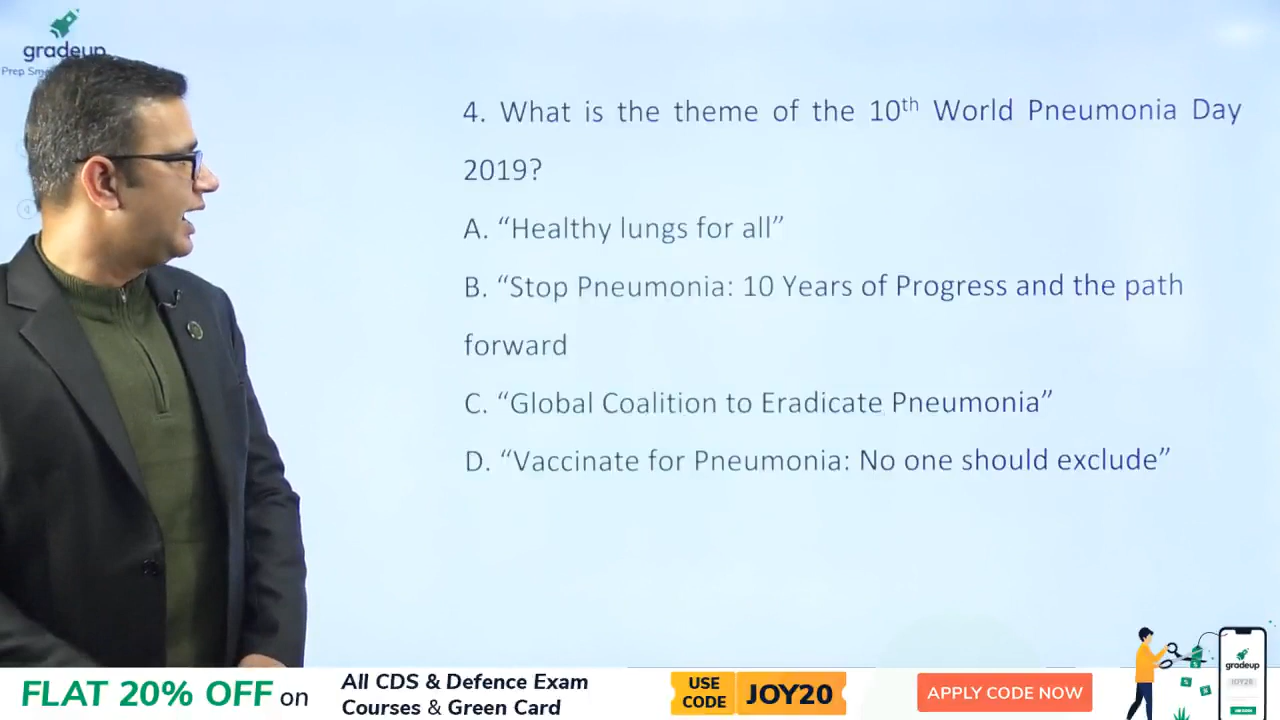 gradeup
Prep Sm
4. What is the theme of the 10th World Pneumonia Day
2019?
A. “Healthy lungs for all”
B. “Stop Pneumonia: 10 Years of Progress and the path
forward
C. “Global Coalition to Eradicate Pneumonia”
D. “Vaccinate for Pneumonia: No one should exclude”
FLAT 20% OFF on
All CDS & Defence Exam
Courses & Green Card
USE
CODE
JOY20
APPLY CODE NOW
gradeup
JOY20